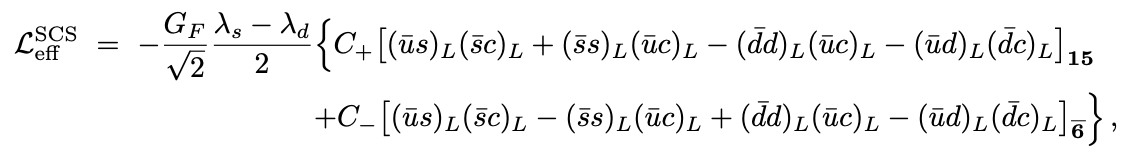 \mathcal{L}_{\text{eff}}^{\text{SCS}} = -\frac{G_F}{\sqrt{2}} \frac{\lambda_s - \lambda_d}{2} \Big\{ C_+ \big[ (\bar{u}s)_L (\bar{s}c)_L + (\bar{s}s)_L (\bar{u}c)_L - (\bar{d}d)_L (\bar{u}c)_L - (\bar{u}d)_L (\bar{d}c)_L \big]_{\mathbf{15}}
+ C_- \big[ (\bar{u}s)_L (\bar{s}c)_L - (\bar{s}s)_L (\bar{u}c)_L + (\bar{d}d)_L (\bar{u}c)_L - (\bar{u}d)_L (\bar{d}c)_L \big]_{\overline{\mathbf{6}}} \Big\} ,